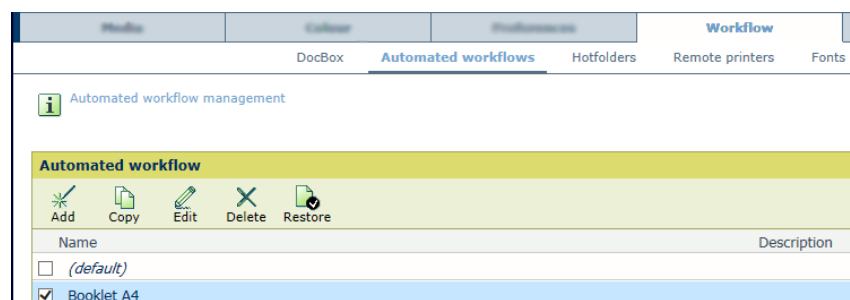 Workflow
DocBox Automated workflows Hotfolders Remote printers Fonts
Automated workflow management
Automated workflow
Add Copy Edit Delete Restore
Name Description
(default)
Booklet A4